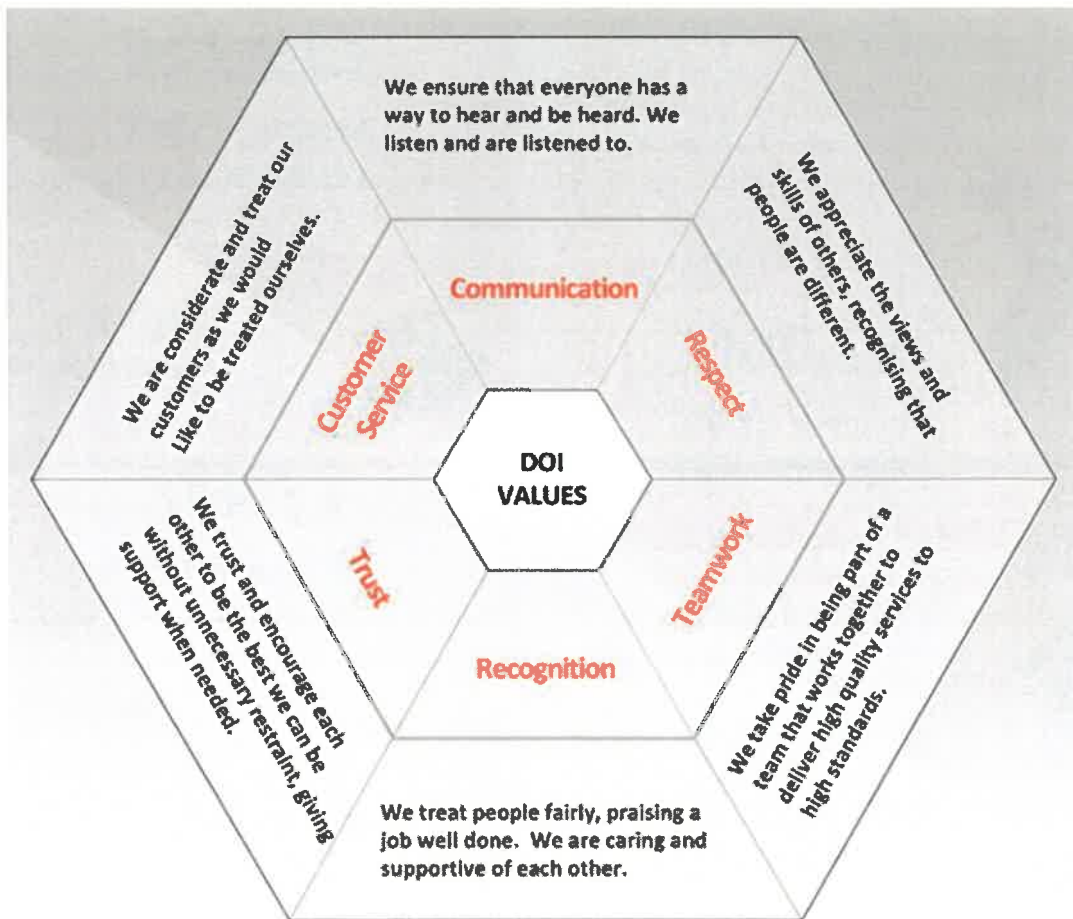 We ensure that everyone has a
way to hear and be heard. We
listen and are listened to.
Communication
We appreciate the views and
skills of others, recognising that
people are different.
Respect
We take pride in being part of a
team that works together to
deliver high quality services to
high standards.
Teamwork
We treat people fairly, praising a
job well done. We are caring and
supportive of each other.
Recognition
We trust and encourage each
other to be the best we can be
without unnecessary restraint, giving
support when needed.
Trust
We are considerate and treat our
customers as we would
Like to be treated ourselves.
Customer
Service
DOI
VALUES